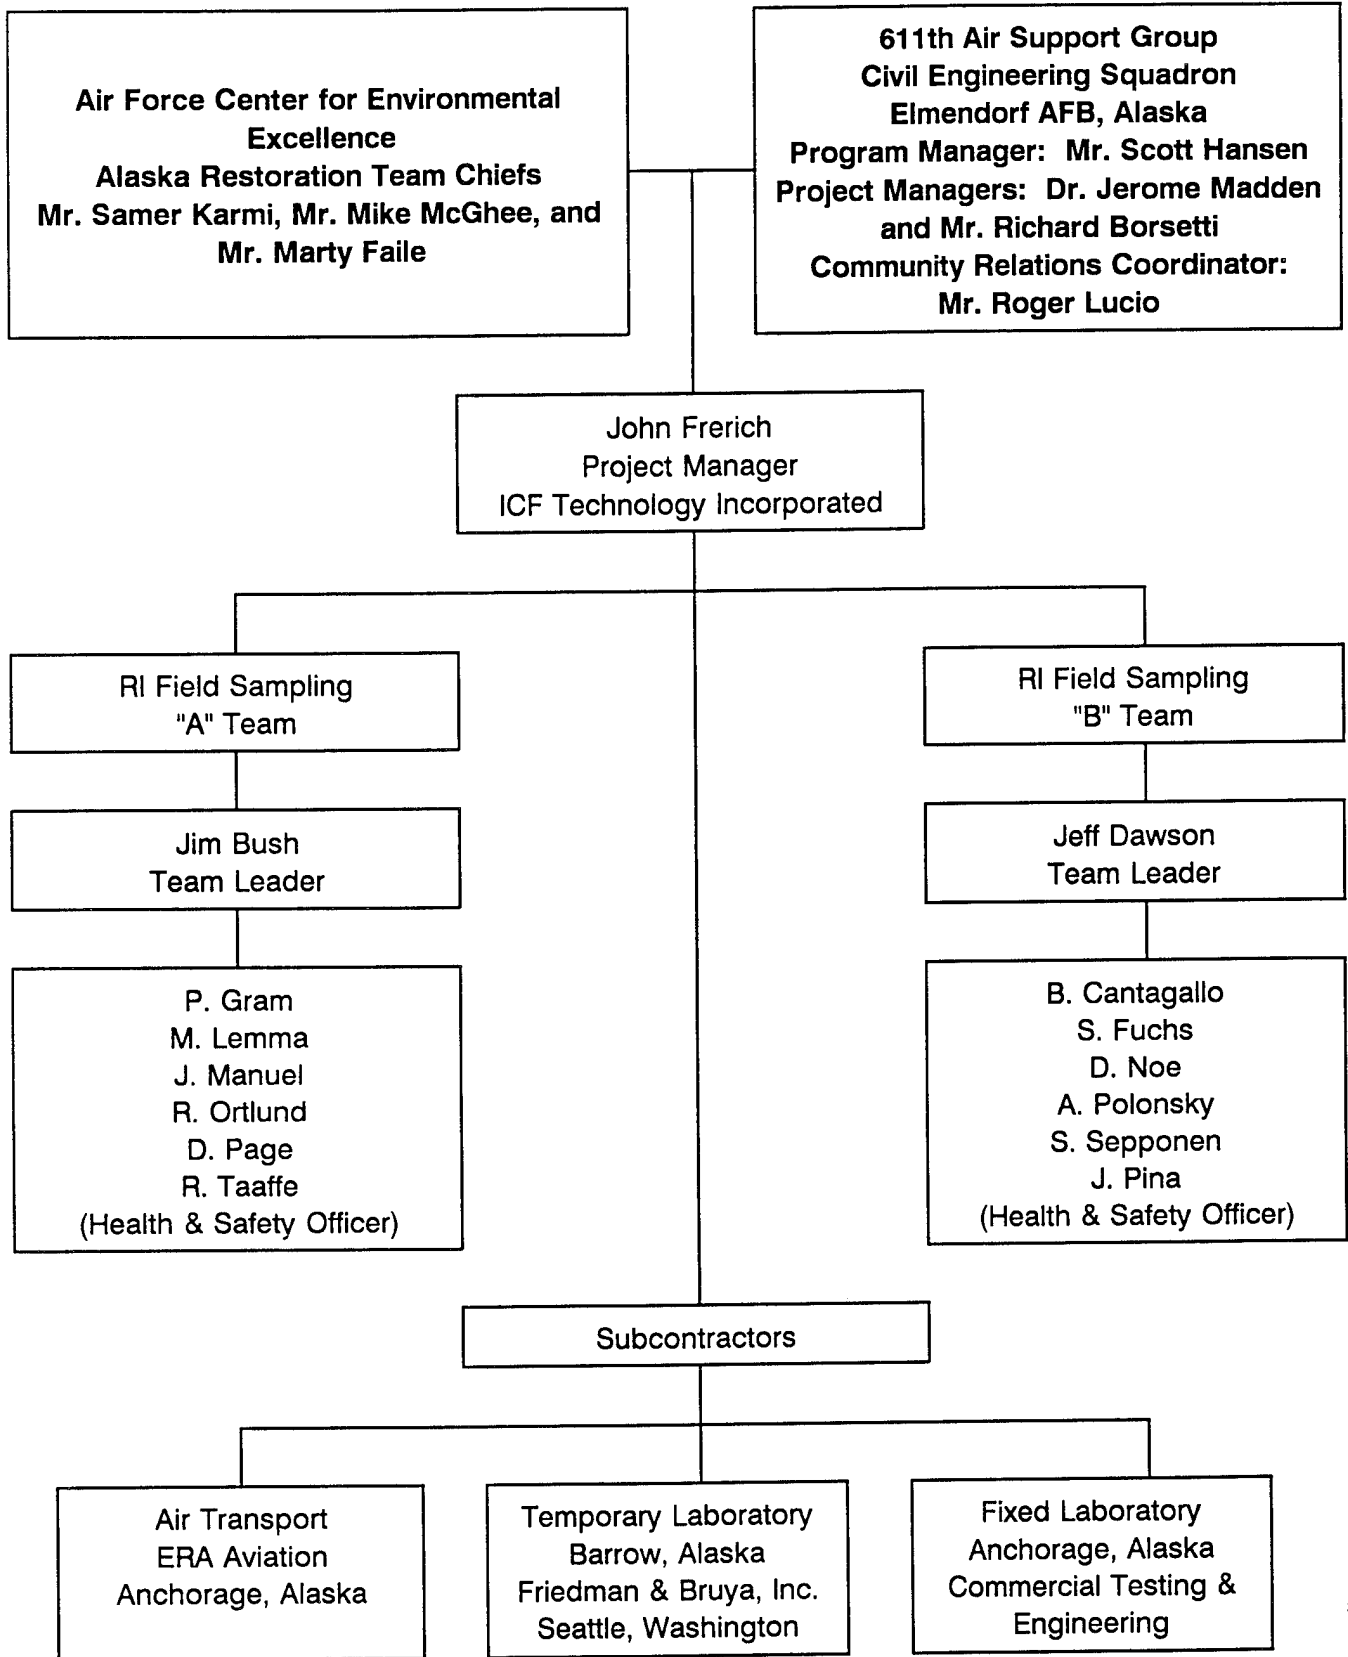 Air Force Center for Environmental
Excellence
Alaska Restoration Team Chiefs
Mr. Samer Karmi, Mr. Mike McGhee, and
Mr. Marty Faile
611th Air Support Group
Civil Engineering Squadron
Elmendorf AFB, Alaska
Program Manager: Mr. Scott Hansen
Project Managers: Dr. Jerome Madden
and Mr. Richard Borsetti
Community Relations Coordinator:
Mr. Roger Lucio
John Frerich
Project Manager
ICF Technology Incorporated
RI Field Sampling
"A" Team
RI Field Sampling
"B" Team
Jim Bush
Team Leader
Jeff Dawson
Team Leader
P. Gram
M. Lemma
J. Manuel
R. Ortlund
D. Page
R. Taaffe
(Health & Safety Officer)
B. Cantagallo
S. Fuchs
D. Noe
A. Polonsky
S. Sepponen
J. Pina
(Health & Safety Officer)
Subcontractors
Air Transport
ERA Aviation
Anchorage, Alaska
Temporary Laboratory
Barrow, Alaska
Friedman & Bruya, Inc.
Seattle, Washington
Fixed Laboratory
Anchorage, Alaska
Commercial Testing &
Engineering